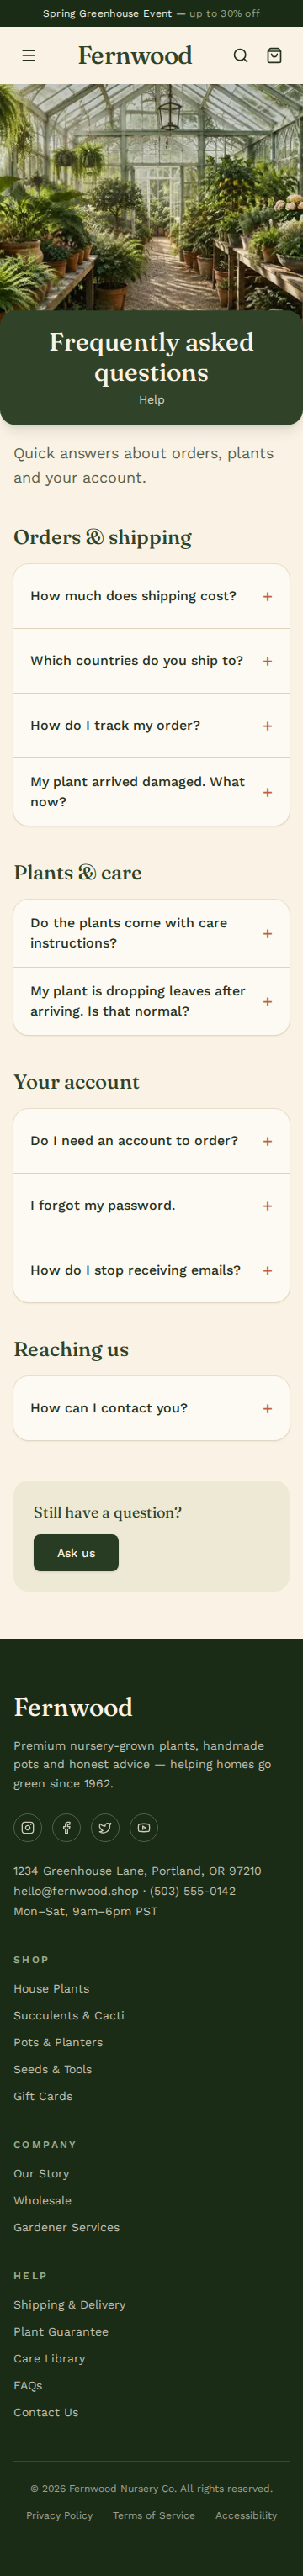 Spring Greenhouse Event — up to 30% off
Fernwood
Frequently asked
questions
Help
Quick answers about orders, plants
and your account.
Orders & shipping
How much does shipping cost?
Which countries do you ship to?
How do I track my order?
My plant arrived damaged. What
now?
Plants & care
Do the plants come with care
instructions?
My plant is dropping leaves after
arriving. Is that normal?
Your account
Do I need an account to order?
I forgot my password.
How do I stop receiving emails?
Reaching us
How can I contact you?
Still have a question?
Ask us
Fernwood
Premium nursery-grown plants, handmade
pots and honest advice — helping homes go
green since 1962.
1234 Greenhouse Lane, Portland, OR 97210
hello@fernwood.shop · (503) 555-0142
Mon–Sat, 9am–6pm PST
SHOP
House Plants
Succulents & Cacti
Pots & Planters
Seeds & Tools
Gift Cards
COMPANY
Our Story
Wholesale
Gardener Services
HELP
Shipping & Delivery
Plant Guarantee
Care Library
FAQs
Contact Us
© 2026 Fernwood Nursery Co. All rights reserved.
Privacy Policy Terms of Service Accessibility